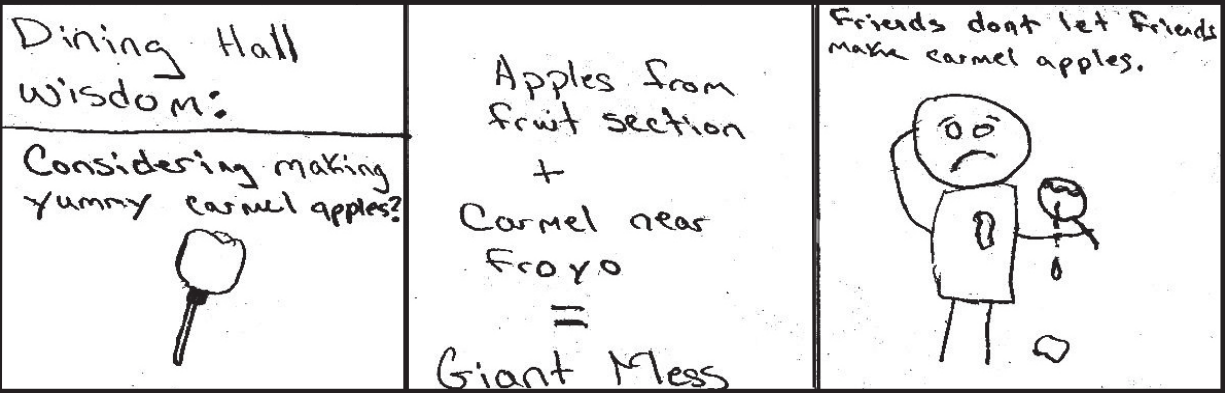 Dining Hall
wisdom:
Considering making
yummy carmel apples?
Apples from
fruit section
+
Carmel near
Froyo
=
Giant Mess
Friends dont let friends
make carmel apples.